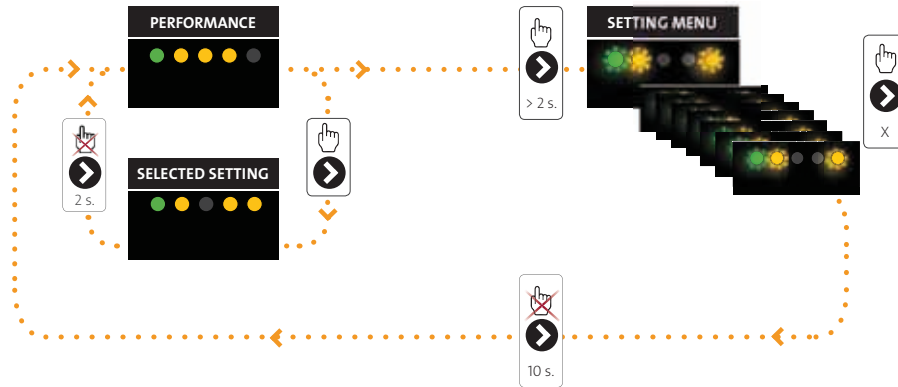 PERFORMANCE
SETTING MENU
> 2 s.
X
2 s.
SELECTED SETTING
10 s.